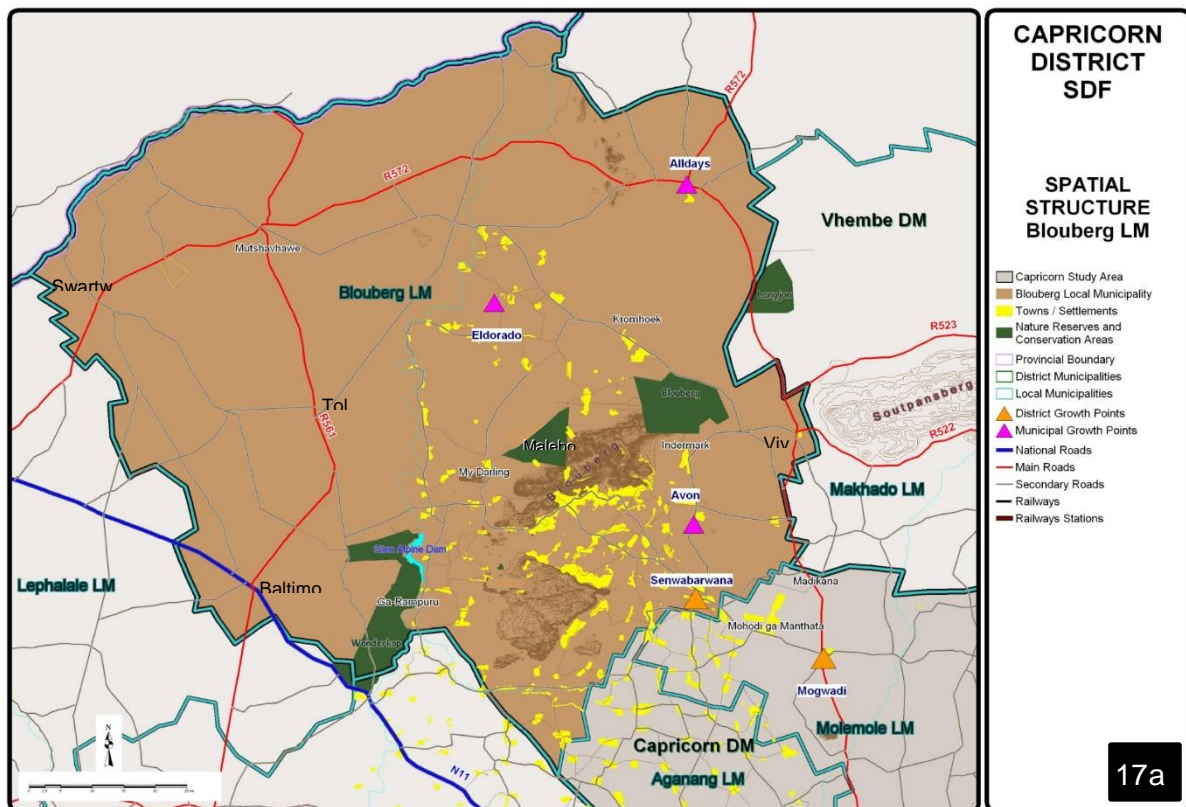 R572
Alldays
R572
Vhembe DM
Mutshavhawe
Swartw
Blouberg LM
Longjan
Eldorado
Kromhoek
R523
Soutpansberg
Blouberg
R522
Tol
R561
Malebo
Indermark
Viv
Blouberg
My Darling
Makhado LM
Avon
Glen Alpine Dam
Lephalale LM
Baltimo
Senwabarwana
Madikana
Ga-Rampuru
Mohodi ga Manthata
Wonderkop
Mogwadi
Molemole LM
N
Capricorn DM
N11
Aganang LM
CAPRICORN
DISTRICT
SDF
SPATIAL
STRUCTURE
Blouberg LM
Capricorn Study Area
Blouberg Local Municipality
Towns / Settlements
Nature Reserves and
Conservation Areas
Provincial Boundary
District Municipalities
Local Municipalities
District Growth Points
Municipal Growth Points
National Roads
Main Roads
Secondary Roads
Railways
Railways Stations
17a